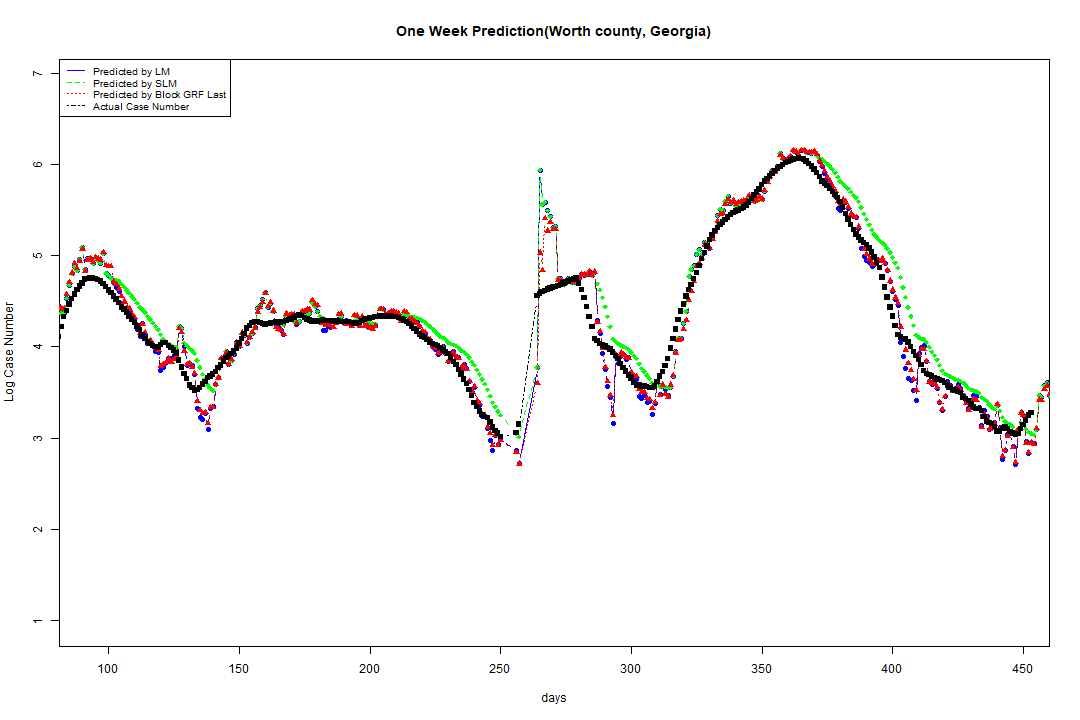 One Week Prediction(Worth county, Georgia)
Predicted by LM
Predicted by SLM
Predicted by Block GRF Last
Actual Case Number
7
6
5
4
3
2
1
Log Case Number
100 150 200 250 300 350 400 450
days